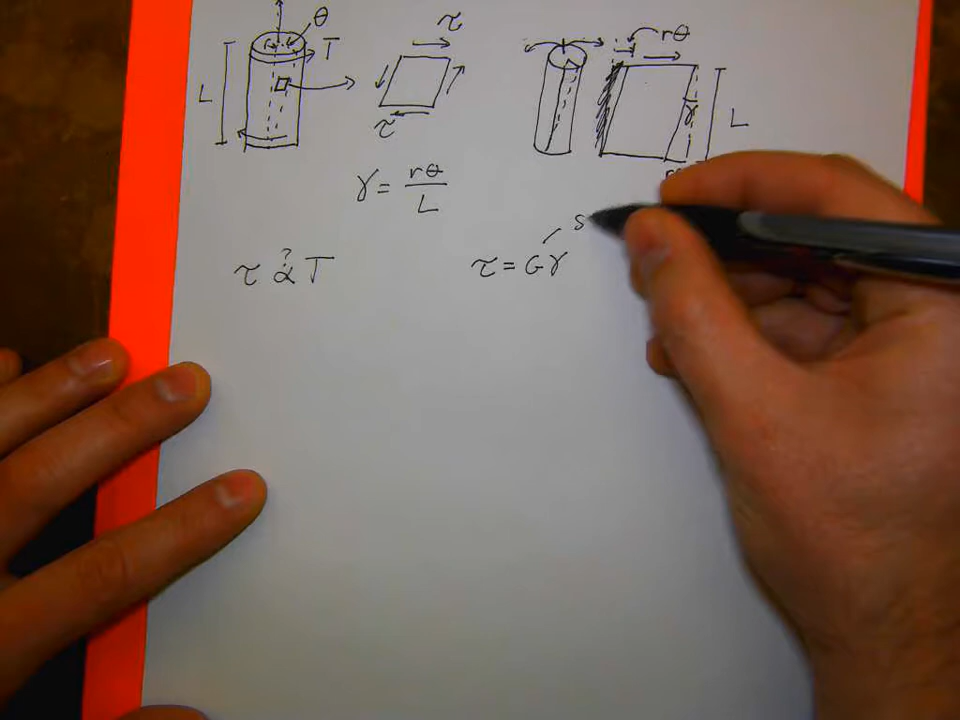 θ
τ
rθ
T
L
γ
L
τ
γ = rθ / L
s
τ ∝ T
?
τ = Gγ